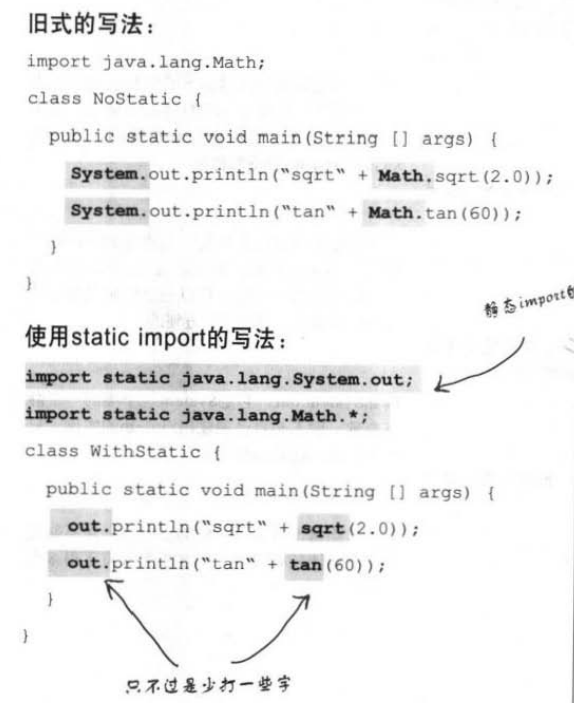 旧式的写法：
import java.lang.Math;
class NoStatic {
public static void main(String [] args) {
System.out.println("sqrt" + Math.sqrt(2.0));
System.out.println("tan" + Math.tan(60));
}
}
静态import的
使用static import的写法：
import static java.lang.System.out;
import static java.lang.Math.*;
class WithStatic {
public static void main(String [] args) {
out.println("sqrt" + sqrt(2.0));
out.println("tan" + tan(60));
}
}
只不过是少打一些字